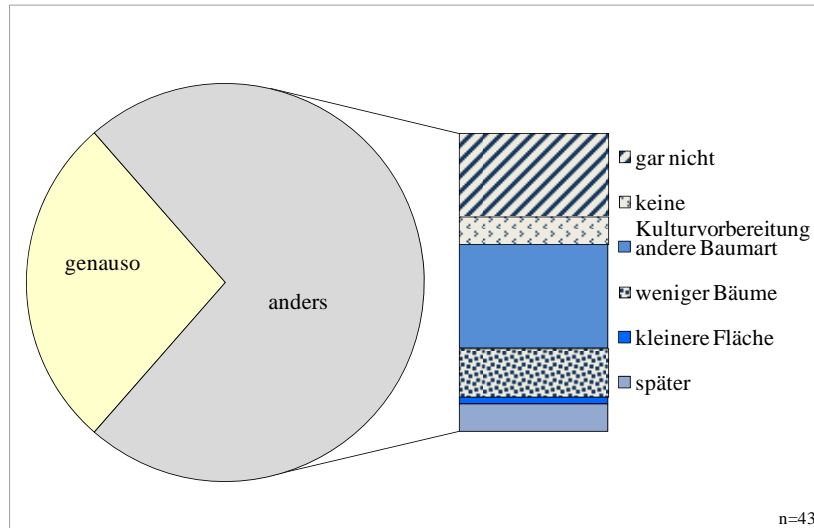 genauso
anders
gar nicht
keine
Kulturvorbereitung
andere Baumart
weniger Bäume
kleinere Fläche
später
n=43